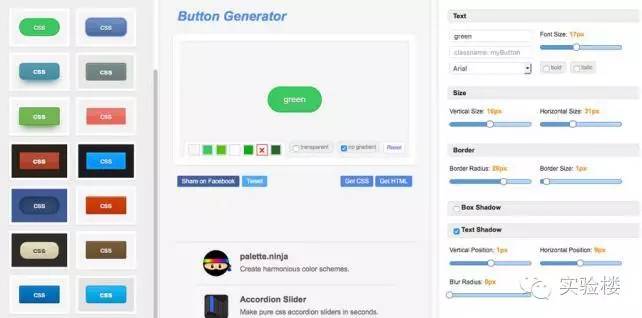 css
css
css
css
css
css
css
css
css
css
css
css
css
css
Button Generator
green
transparent
no gradient
Reset
Share on Facebook
Tweet
Get CSS
Get HTML
palette.ninja
Create harmonious color schemes.
Accordion Slider
Make pure css accordion sliders in seconds.
Text
green
classname: myButton
Arial
Font Size: 17px
bold
italic
Size
Vertical Size: 16px
Horizontal Size: 31px
Border
Border Radius: 28px
Border Size: 1px
Box Shadow
Text Shadow
Vertical Position: 1px
Horizontal Position: 0px
Blur Radius: 0px
实验楼